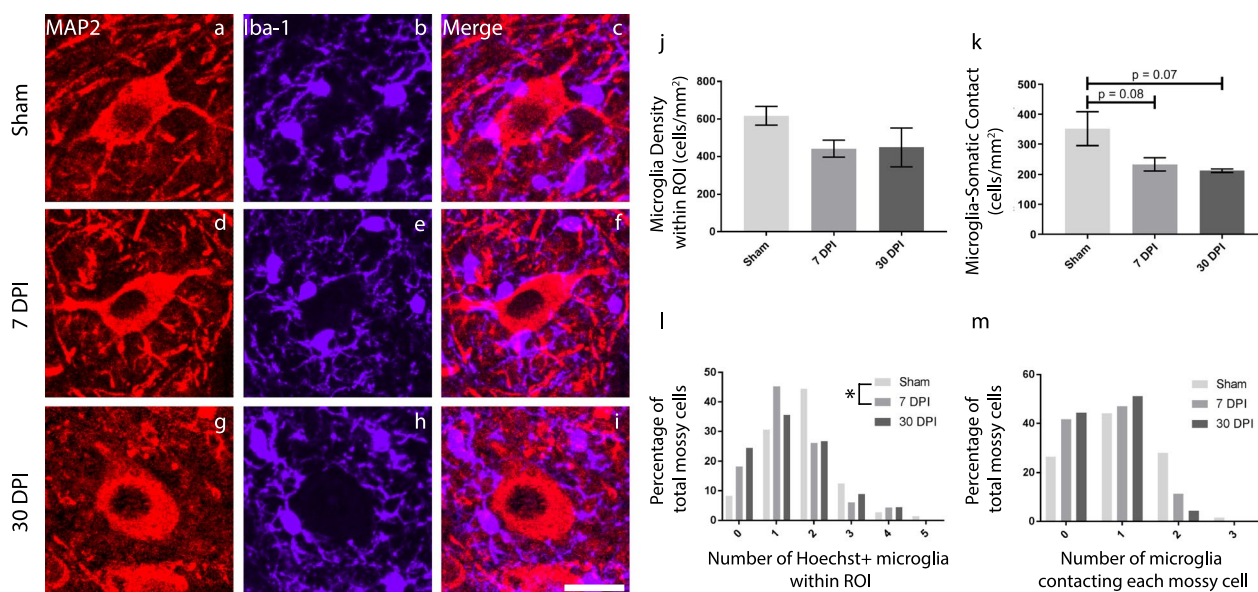 MAP2
a
Iba-1
b
Merge
c
Sham
d
e
f
7 DPI
g
h
i
30 DPI
j
Microglia Density
within ROI (cells/mm²)
800
600
400
200
0
Sham
7 DPI
30 DPI
k
Microglia-Somatic Contact
(cells/mm²)
500
400
300
200
100
0
p = 0.07
p = 0.08
Sham
7 DPI
30 DPI
l
Percentage of
total mossy cells
50
40
30
20
10
0
Sham
7 DPI
30 DPI
*
0 1 2 3 4 5
Number of Hoechst+ microglia
within ROI
m
Percentage of
total mossy cells
60
40
20
0
Sham
7 DPI
30 DPI
0 1 2 3
Number of microglia
contacting each mossy cell